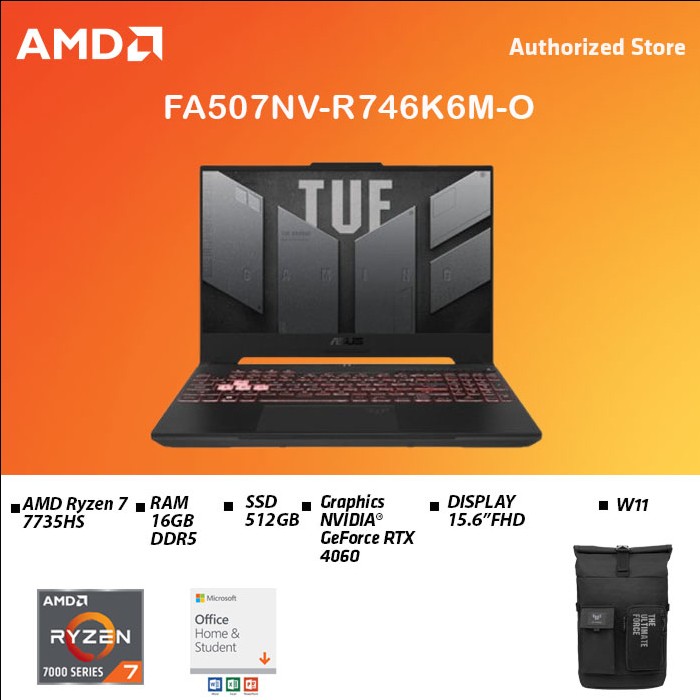 AMD
Authorized Store
FA507NV-R746K6M-O
TUF
GAMING
ASUS
AMD Ryzen 7
7735HS
RAM
16GB
DDR5
SSD
512GB
Graphics
NVIDIA®
GeForce RTX
4060
DISPLAY
15.6"FHD
W11
AMD
RYZEN
7000 SERIES 7
Microsoft
Office
Home &
Student
THE
ULTIMATE
FORCE